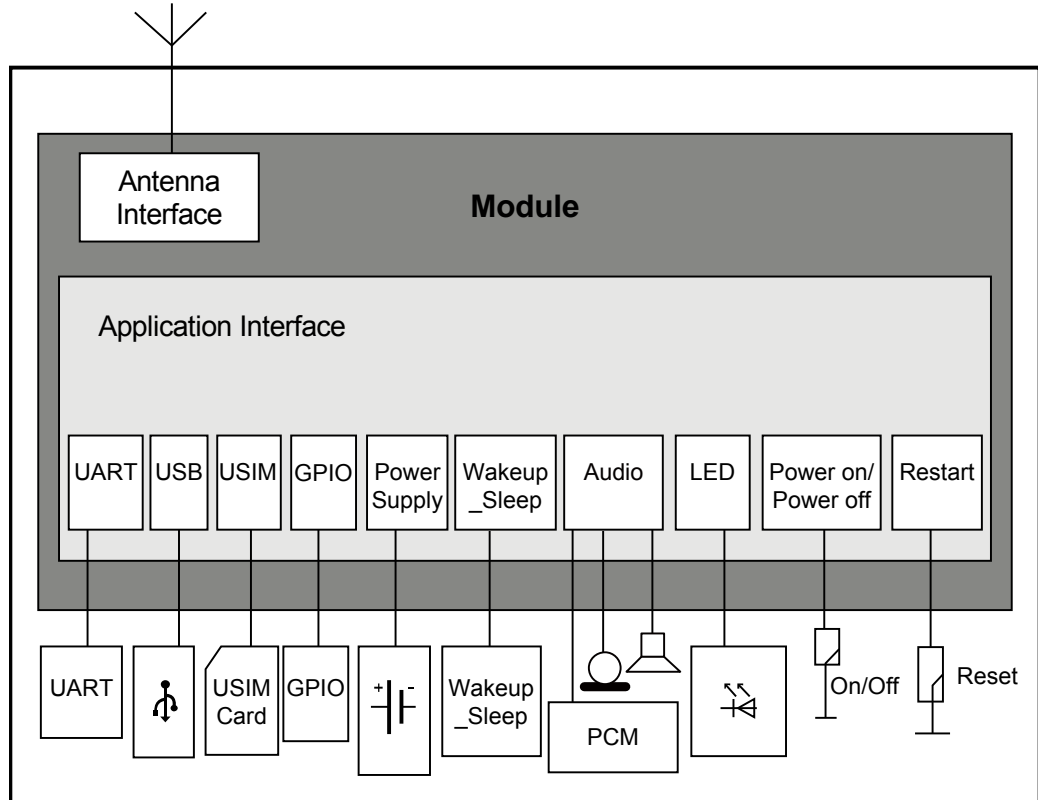 Antenna
Interface
Module
Application Interface
UART
USB
USIM
GPIO
Power
Supply
Wakeup
_Sleep
Audio
LED
Power on/
Power off
Restart
UART
USIM
Card
GPIO
+ -
Wakeup
_Sleep
PCM
On/Off
Reset